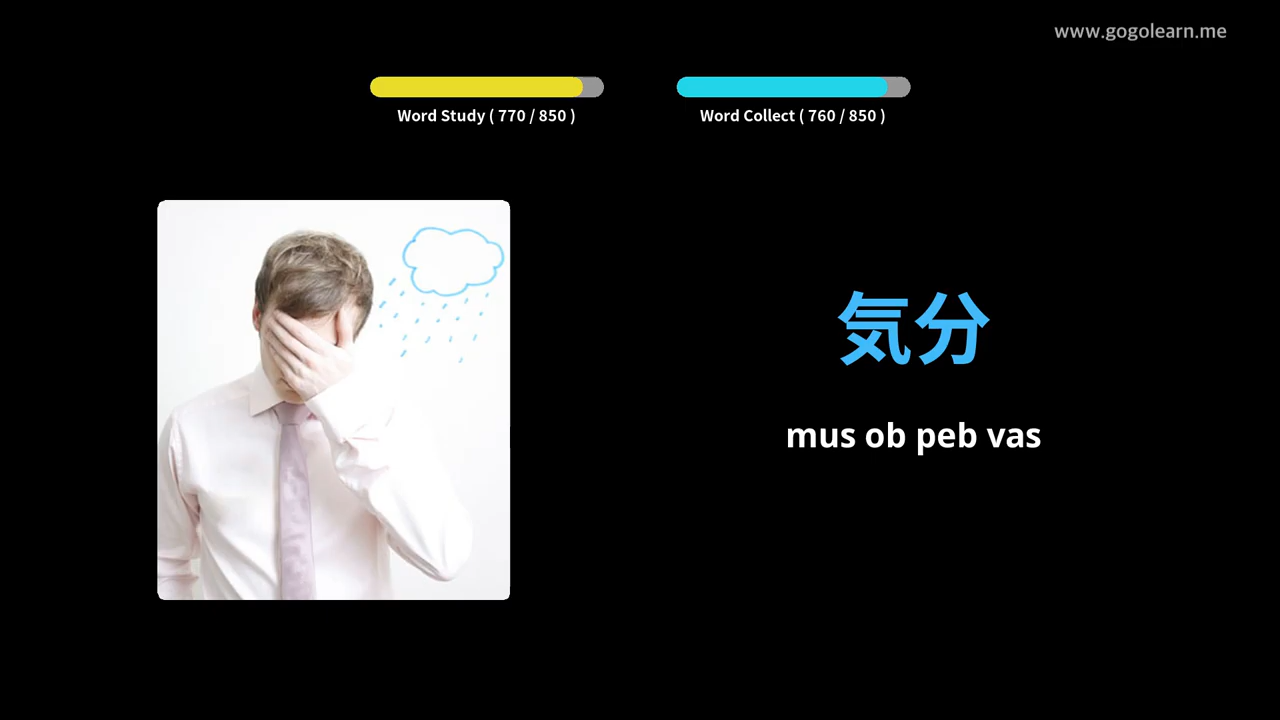 www.gogolearn.me
Word Study ( 770 / 850 )
Word Collect ( 760 / 850 )
気分
mus ob peb vas